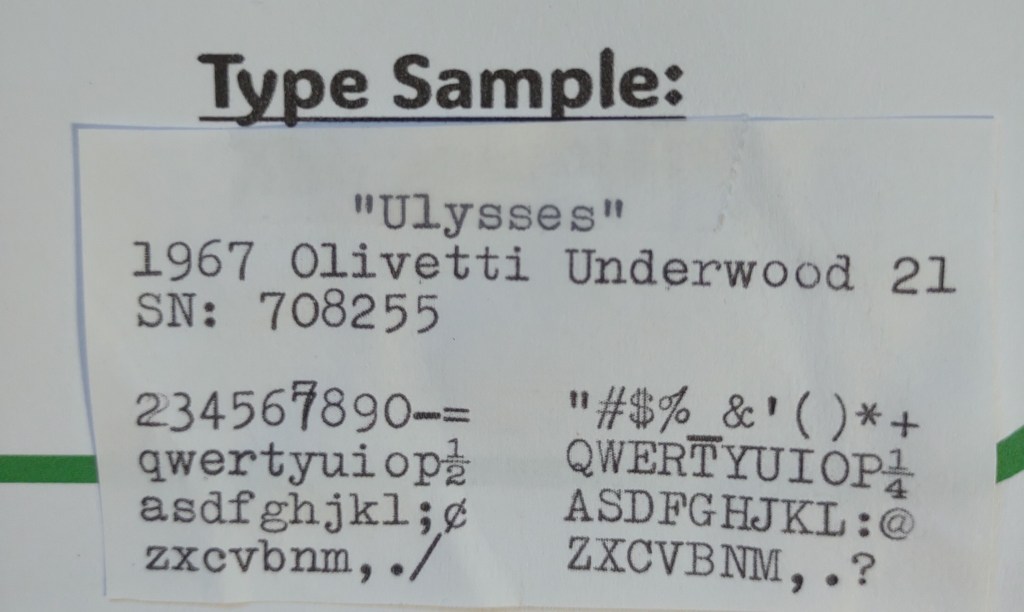 Type Sample:
"Ulysses"
1967 Olivetti Underwood 21
SN: 708255
234567890-= "#$%_&'()*+
qwertyuiop½ QWERTYUIOP¼
asdfghjkl;¢ ASDFGHJKL:@
zxcvbnm,./ ZXCVBNM,.?